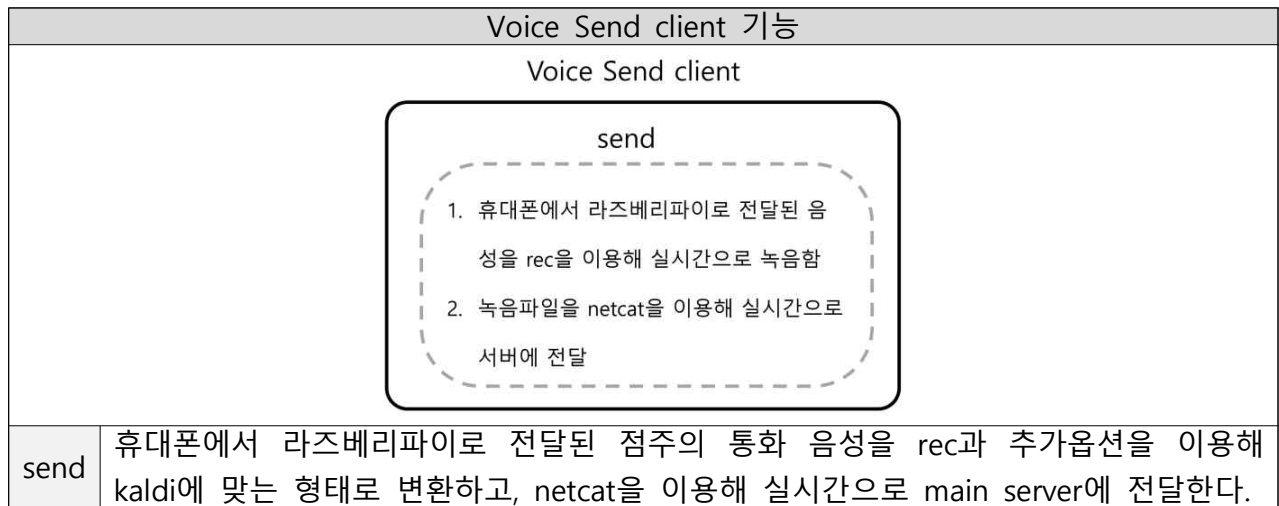 Voice Send client 기능
Voice Send client
send
1. 휴대폰에서 라즈베리파이로 전달된 음
성을 rec을 이용해 실시간으로 녹음함
2. 녹음파일을 netcat을 이용해 실시간으로
서버에 전달
send
휴대폰에서 라즈베리파이로 전달된 점주의 통화 음성을 rec과 추가옵션을 이용해
kaldi에 맞는 형태로 변환하고, netcat을 이용해 실시간으로 main server에 전달한다.